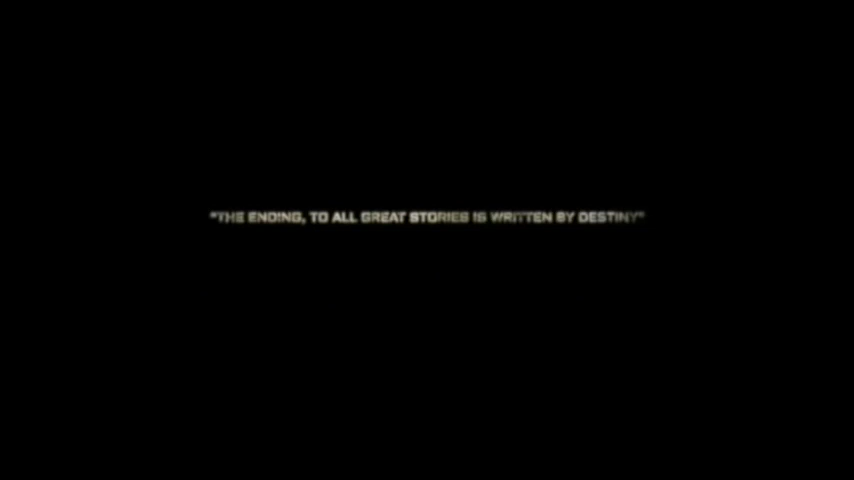 "THE ENDING, TO ALL GREAT STORIES IS WRITTEN BY DESTINY"